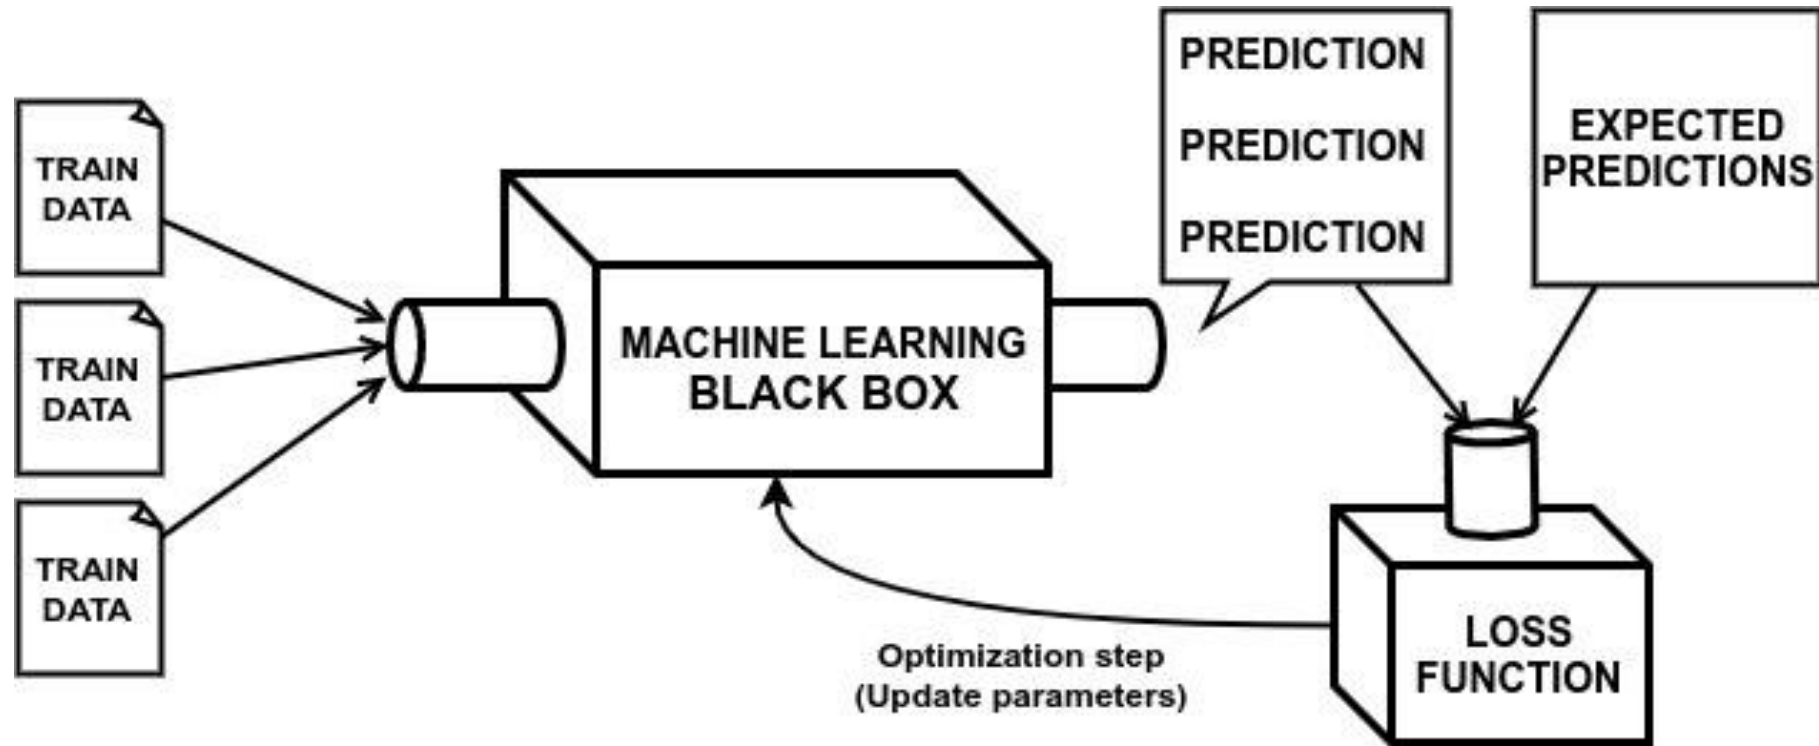 TRAIN
DATA
TRAIN
DATA
TRAIN
DATA
MACHINE LEARNING
BLACK BOX
PREDICTION
PREDICTION
PREDICTION
EXPECTED
PREDICTIONS
LOSS
FUNCTION
Optimization step
(Update parameters)